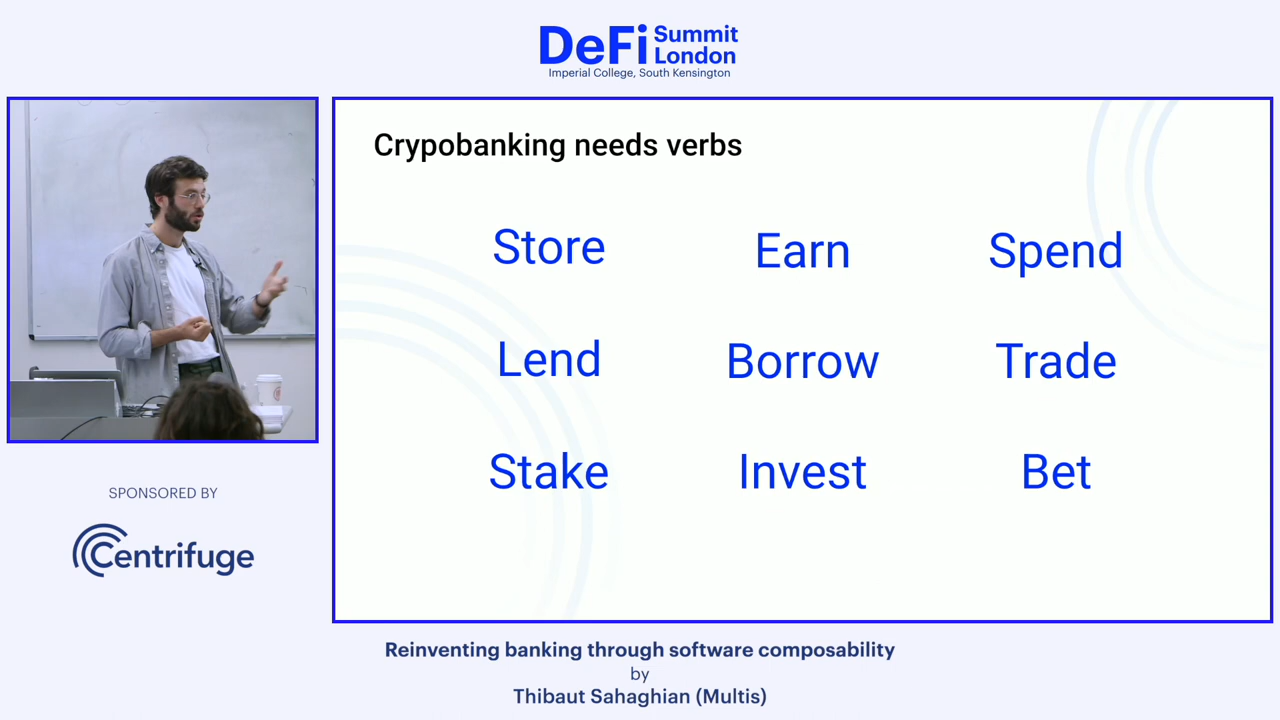 DeFi Summit London
Imperial College, South Kensington
Crypobanking needs verbs
Store Earn Spend
Lend Borrow Trade
Stake Invest Bet
SPONSORED BY
Centrifuge
Reinventing banking through software composability
by
Thibaut Sahaghian (Multis)